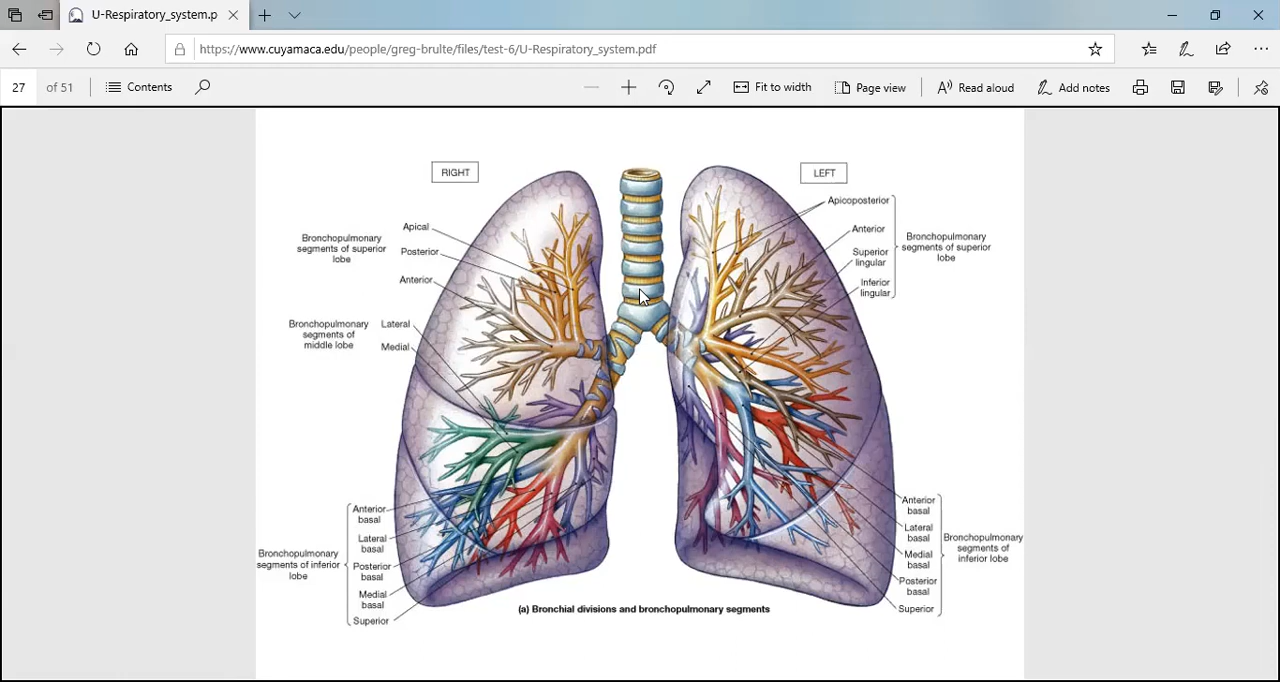 U-Respiratory_system.p
https://www.cuyamaca.edu/people/greg-brulte/files/test-6/U-Respiratory_system.pdf
27 of 51 Contents Fit to width Page view Read aloud Add notes
RIGHT
LEFT
Apical
Posterior
Anterior
Bronchopulmonary
segments of superior
lobe
Lateral
Medial
Bronchopulmonary
segments of
middle lobe
Anterior
basal
Lateral
basal
Posterior
basal
Medial
basal
Superior
Bronchopulmonary
segments of inferior
lobe
Apicoposterior
Anterior
Superior
lingular
Inferior
lingular
Bronchopulmonary
segments of superior
lobe
Anterior
basal
Lateral
basal
Medial
basal
Posterior
basal
Superior
Bronchopulmonary
segments of
inferior lobe
(a) Bronchial divisions and bronchopulmonary segments